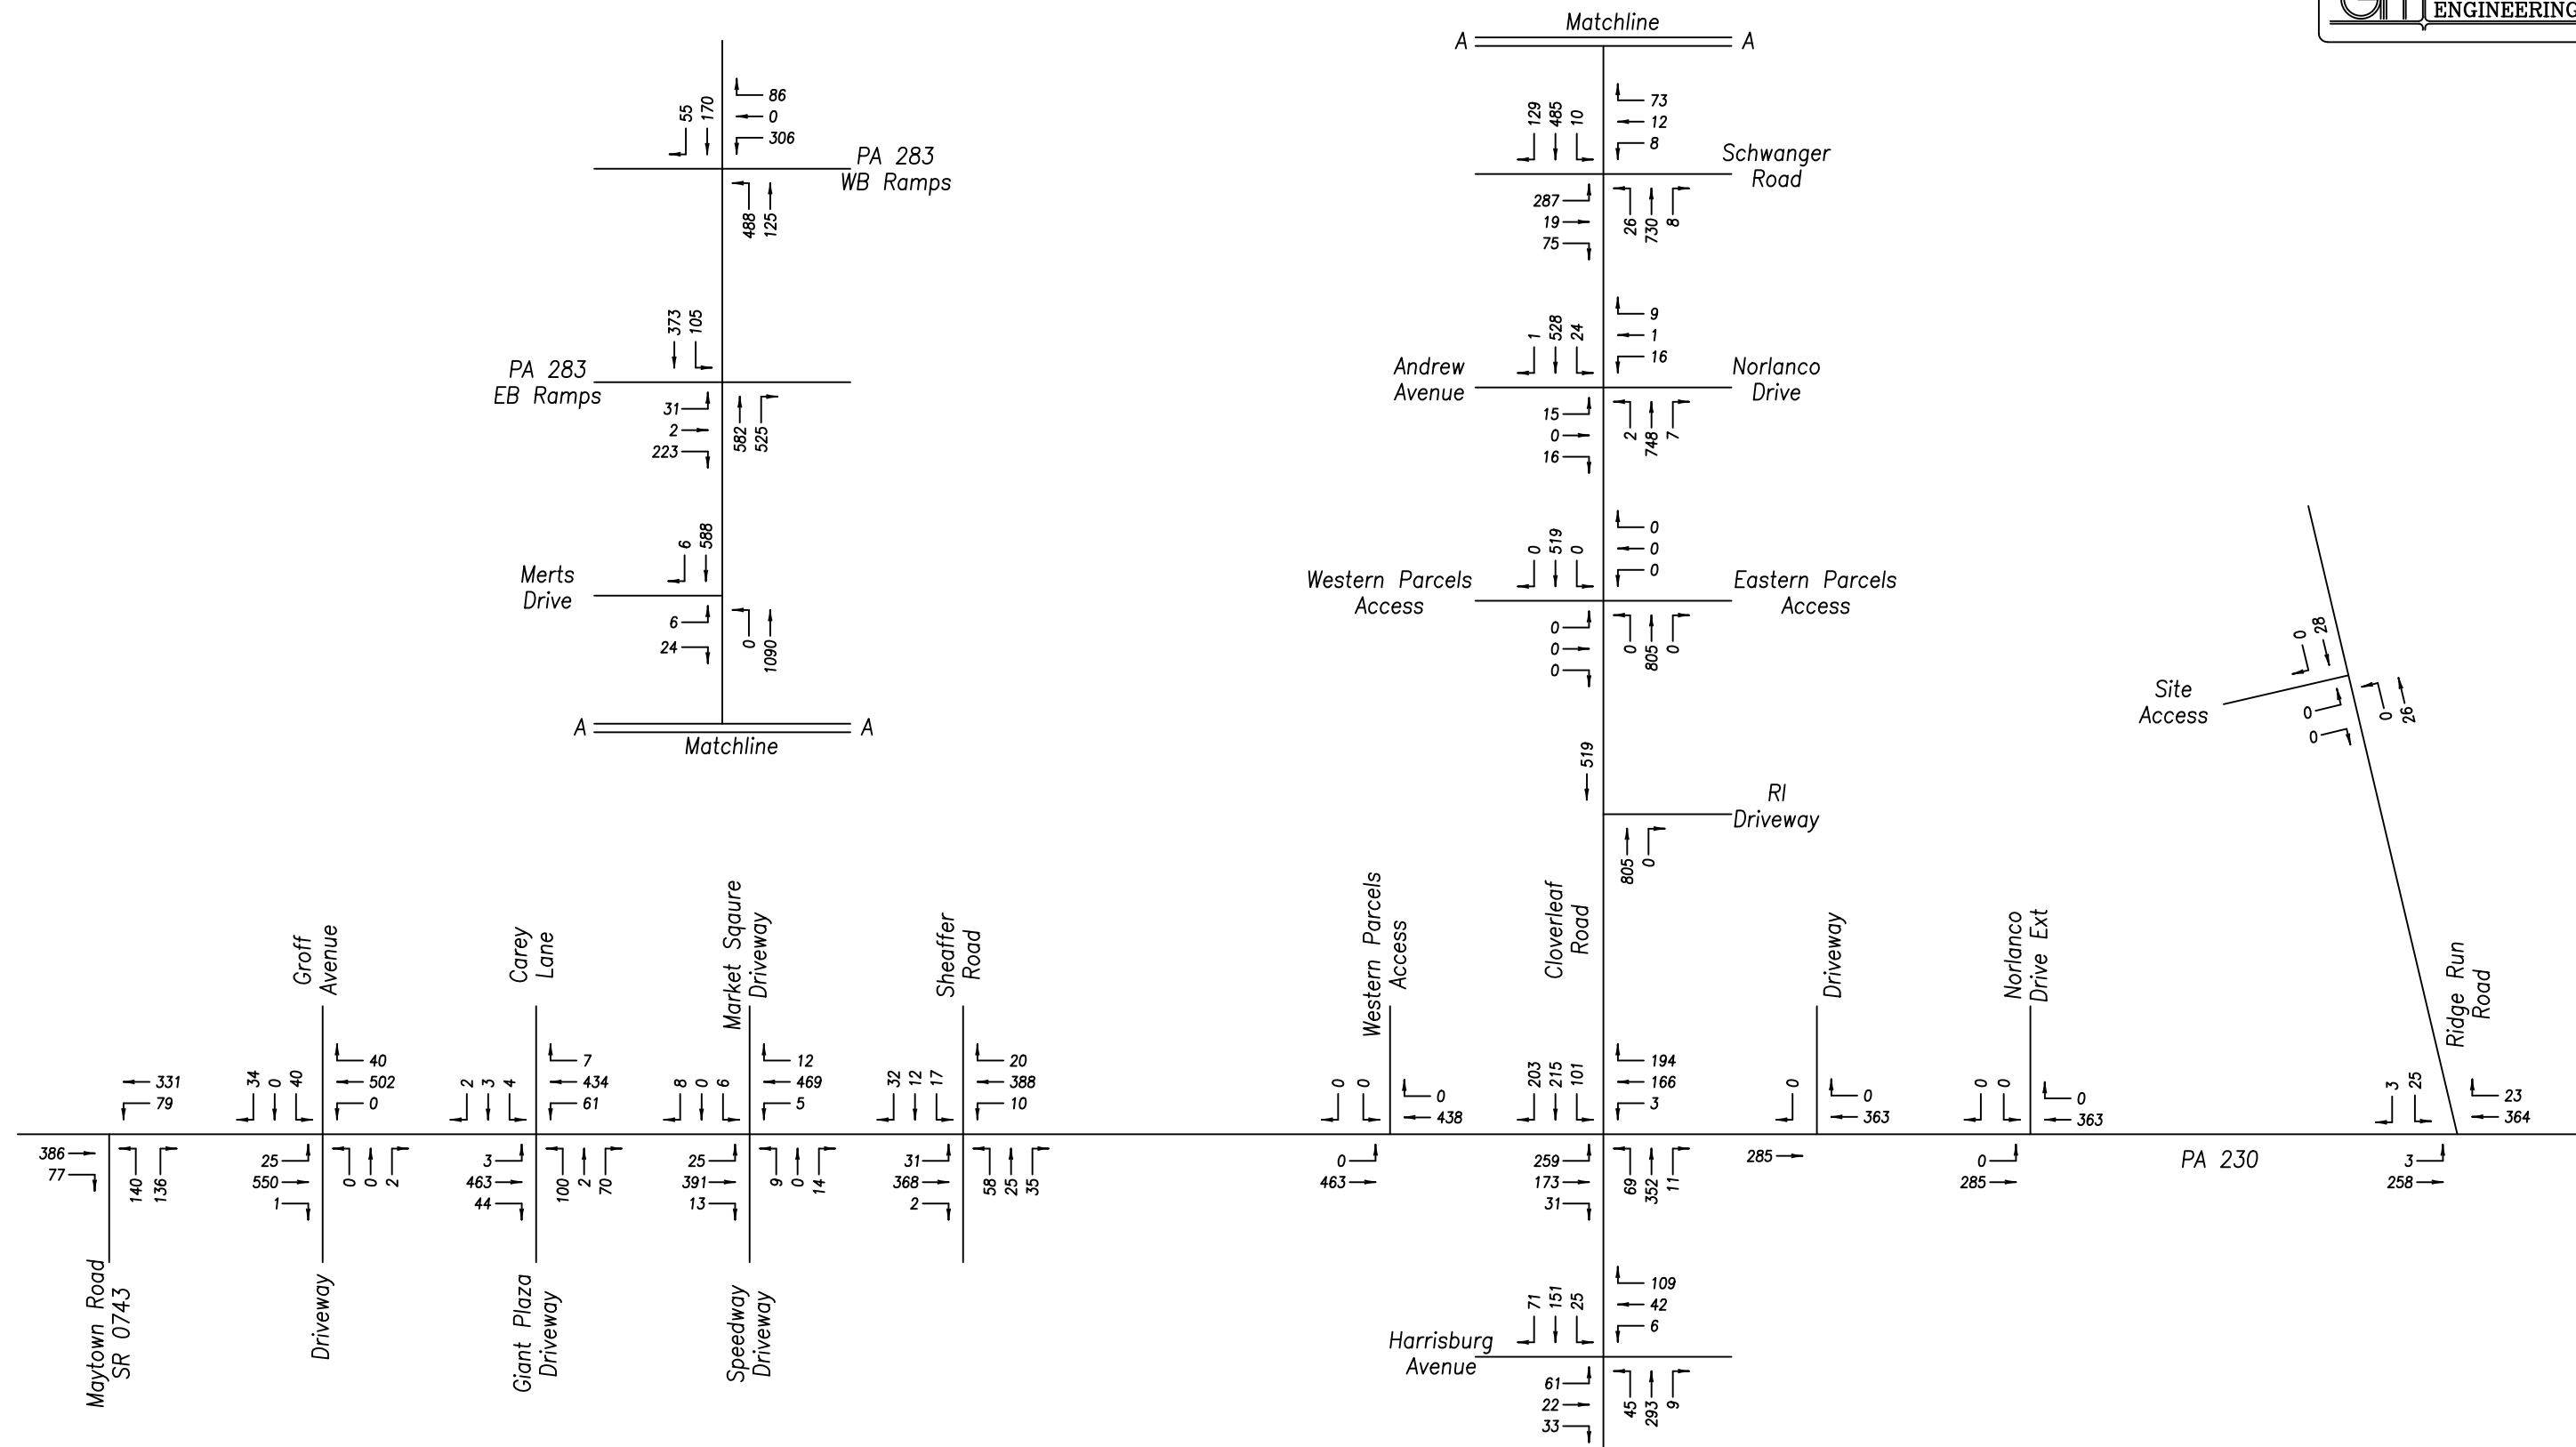 ENGINEERING
Matchline
A A
55 170
86
0
306
PA 283
WB Ramps
488 125
373 105
PA 283
EB Ramps
31
2
223
582 525
6 588
Merts
Drive
6
24
0 1090
A A
Matchline
129 485 10
73
12
8
Schwanger
Road
287
19
75
26 730 8
1 528 24
9
1
16
Andrew
Avenue
Norlanco
Drive
15
0
16
2 748 7
0 519 0
0
0
0
Western Parcels
Access
Eastern Parcels
Access
0
0
0
0 805 0
519
RI
Driveway
805 0
0 28
Site
Access
0
0
0 26
331
79
386
77
140 136
Maytown Road
SR 0743
Groff
Avenue
34 0 40
40
502
0
25
550
1
0 0 2
Driveway
Carey
Lane
2 3 4
7
434
61
3
463
44
100 2 70
Giant Plaza
Driveway
Market Sqaure
Driveway
8 0 6
12
469
5
25
391
13
9 0 14
Speedway
Driveway
Sheaffer
Road
32 12 17
20
388
10
31
368
2
58 25 35
Western Parcels
Access
0 0
0
438
0
463
Cloverleaf
Road
203 215 101
194
166
3
259
173
31
69 352 11
Driveway
0
0
363
285
Norlanco
Drive Ext
0 0
0
363
0
285
PA 230
Ridge Run
Road
3 25
23
364
3
258
71 151 25
109
42
6
Harrisburg
Avenue
61
22
33
45 293 9